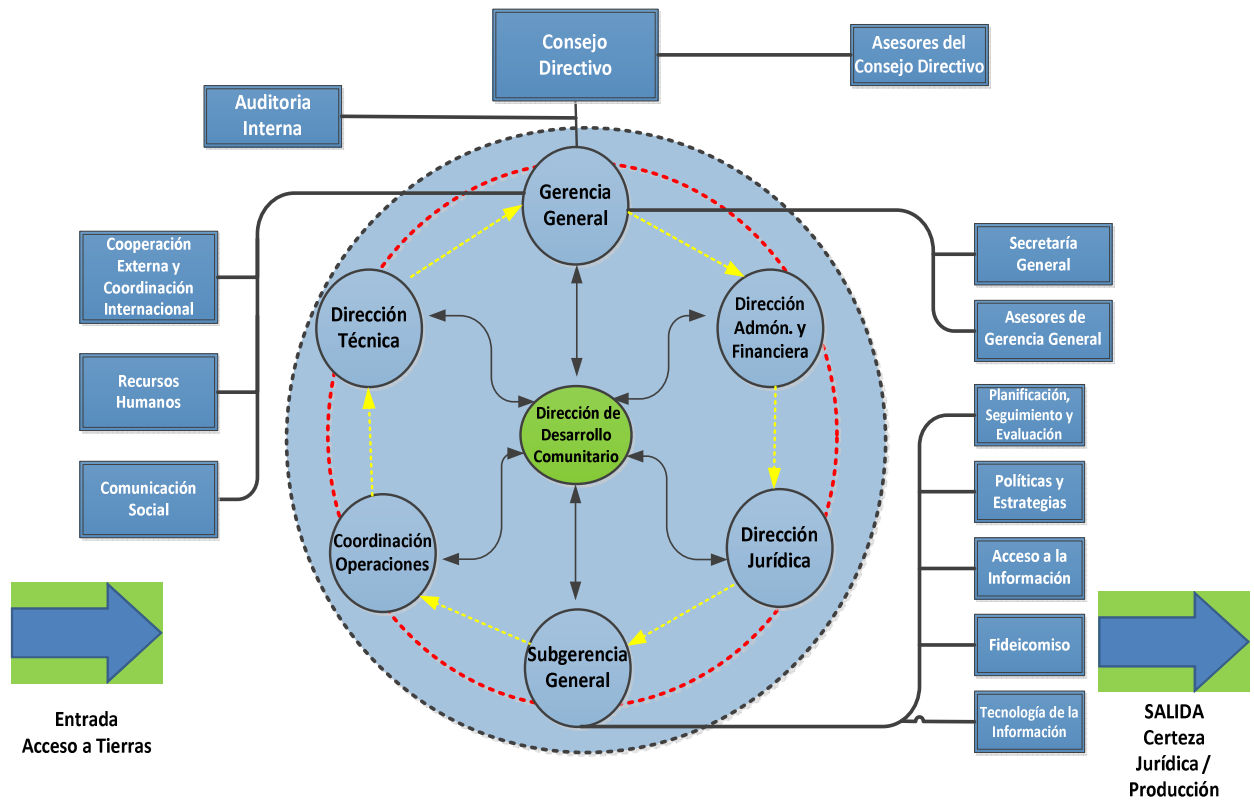 Consejo
Directivo
Asesores del
Consejo Directivo
Auditoria
Interna
Gerencia
General
Cooperación
Externa y
Coordinación
Internacional
Secretaría
General
Dirección
Técnica
Dirección
Admón. y
Financiera
Asesores de
Gerencia General
Recursos
Humanos
Dirección de
Desarrollo
Comunitario
Planificación,
Seguimiento y
Evaluación
Comunicación
Social
Políticas y
Estrategias
Coordinación
Operaciones
Dirección
Jurídica
Acceso a la
Información
Subgerencia
General
Fideicomiso
Tecnología de la
Información
Entrada
Acceso a Tierras
SALIDA
Certeza
Jurídica /
Producción